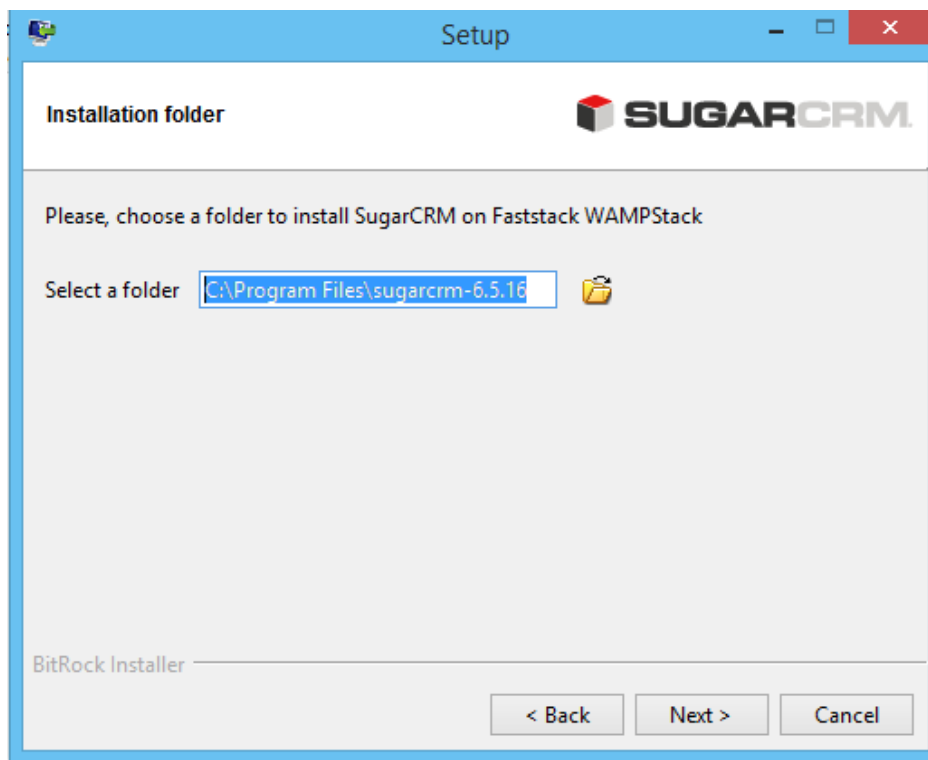 Setup
Installation folder
SUGARCRM.
Please, choose a folder to install SugarCRM on Faststack WAMPStack
Select a folder C:\Program Files\sugarcrm-6.5.16
BitRock Installer
< Back Next > Cancel